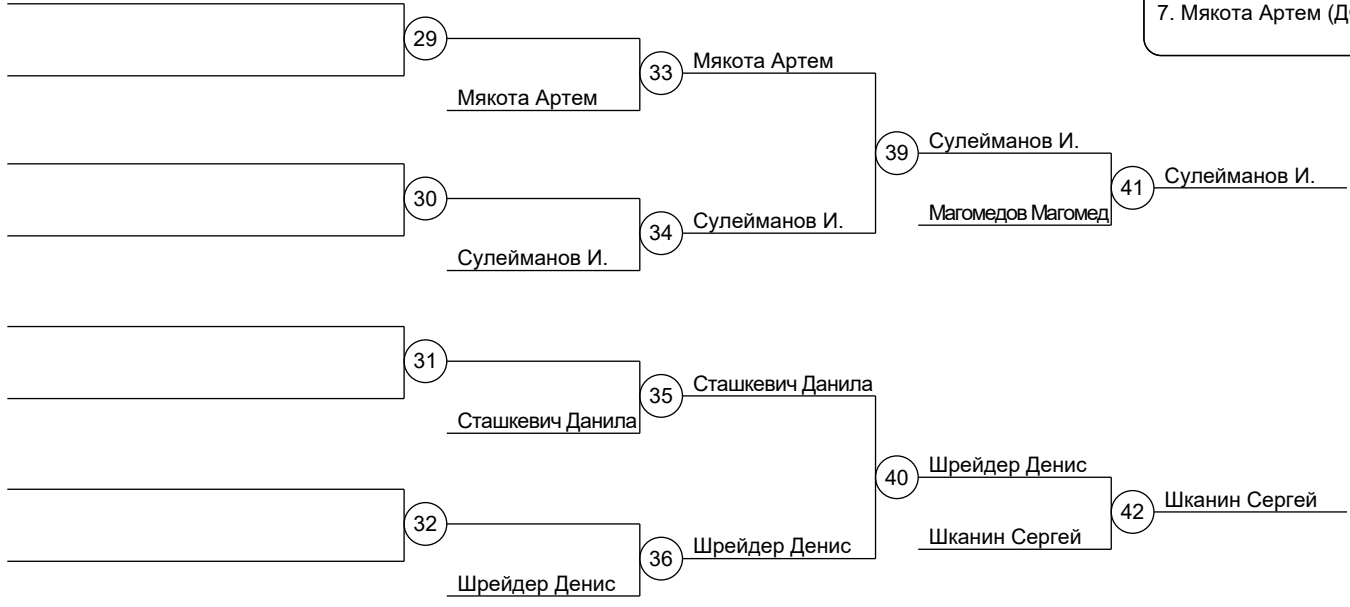 7. Мякота Артем
29
33
Мякота Артем
Мякота Артем
39
Сулейманов И.
30
41
Сулейманов И.
34
Сулейманов И.
Магомедов Магомед
Сулейманов И.
31
35
Сташкевич Данила
Сташкевич Данила
40
Шрейдер Денис
32
42
Шканин Сергей
36
Шрейдер Денис
Шканин Сергей
Шрейдер Денис